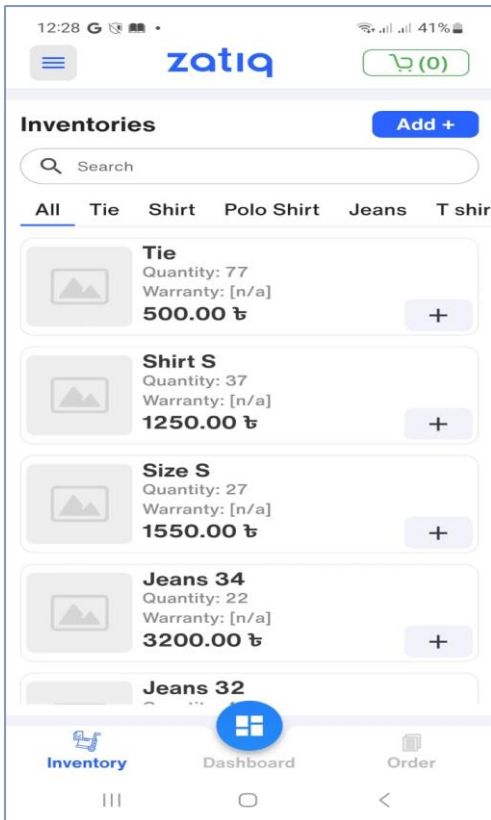 12:28 G
41%
zatiq
(0)
Inventories
Add +
Search
All Tie Shirt Polo Shirt Jeans T shir
Tie
Quantity: 77
Warranty: [n/a]
500.00 ৳
+
Shirt S
Quantity: 37
Warranty: [n/a]
1250.00 ৳
+
Size S
Quantity: 27
Warranty: [n/a]
1550.00 ৳
+
Jeans 34
Quantity: 22
Warranty: [n/a]
3200.00 ৳
+
Jeans 32
Inventory Dashboard Order